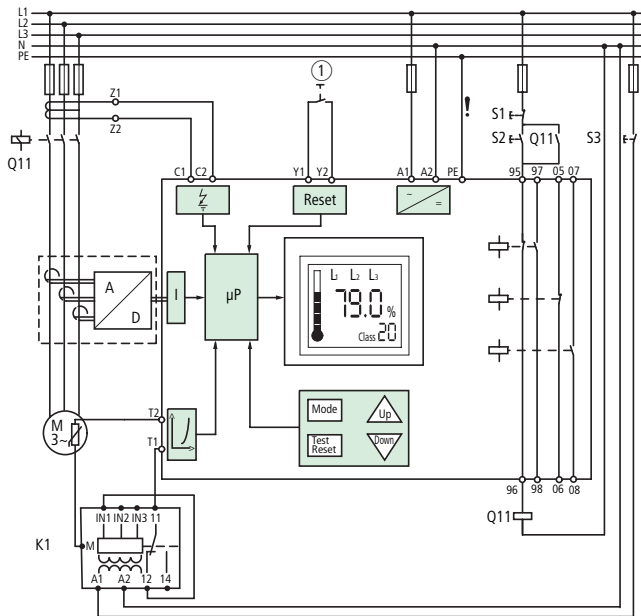 L1
L2
L3
N
PE
Z1
Z2
1
!
S1
S2
Q11
S3
Q11
C1 C2
Y1 Y2
A1 A2 PE
95 97 05 07
Reset
– =
A
D
I
µP
L1 L2 L3
79.0 %
Class 20
Mode
Up
Test
Reset
Down
T2
T1
M
3~
96 98 06 08
Q11
K1
IN1 IN2 IN3 11
M
A1 A2 12 14